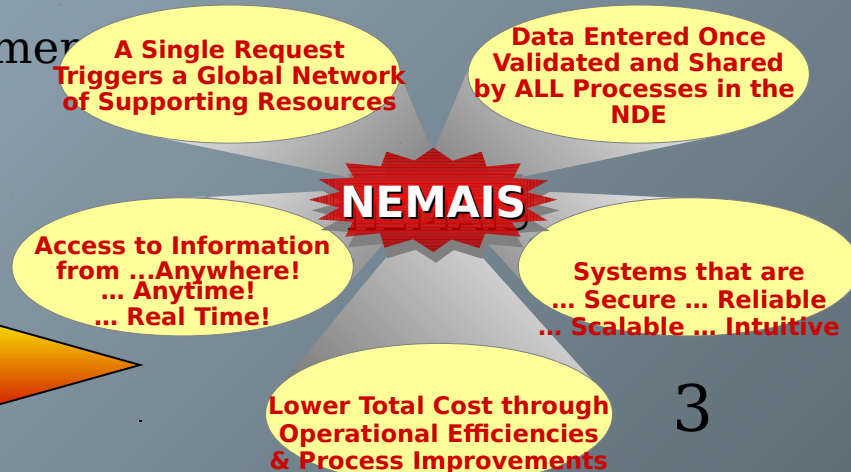 A Single Request
Triggers a Global Network
of Supporting Resources
Data Entered Once
Validated and Shared
by ALL Processes in the
NDE
NEMAIS
Access to Information
from ...Anywhere!
... Anytime!
... Real Time!
Systems that are
... Secure ... Reliable
... Scalable ... Intuitive
Lower Total Cost through
Operational Efficiencies
& Process Improvements
3